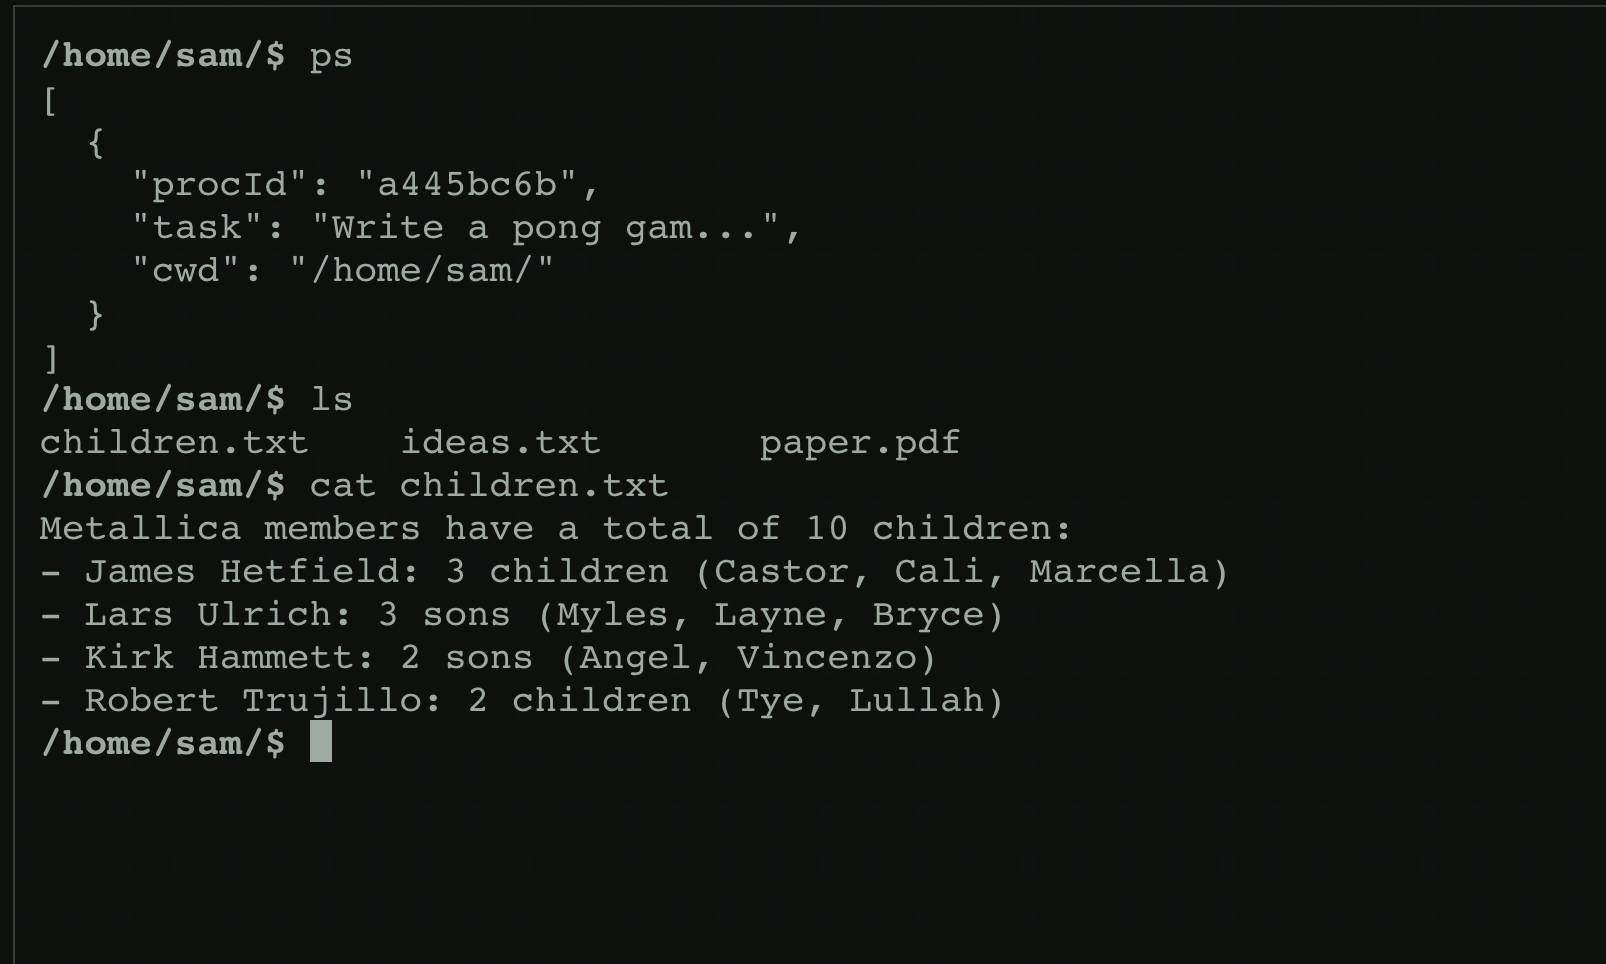 /home/sam/$ ps
[
  {
    "procId": "a445bc6b",
    "task": "Write a pong gam...",
    "cwd": "/home/sam/"
  }
]
/home/sam/$ ls
children.txt    ideas.txt       paper.pdf
/home/sam/$ cat children.txt
Metallica members have a total of 10 children:
- James Hetfield: 3 children (Castor, Cali, Marcella)
- Lars Ulrich: 3 sons (Myles, Layne, Bryce)
- Kirk Hammett: 2 sons (Angel, Vincenzo)
- Robert Trujillo: 2 children (Tye, Lullah)
/home/sam/$